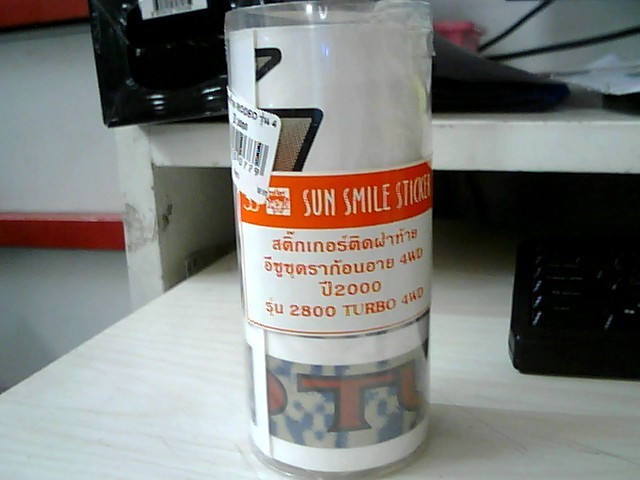 SUN SMILE STICKER
สติ๊กเกอร์ติดฝาท้าย
อีซูซุดราก้อนอาย 4WD
ปี2000
รุ่น 2800 TURBO 4WD
TU